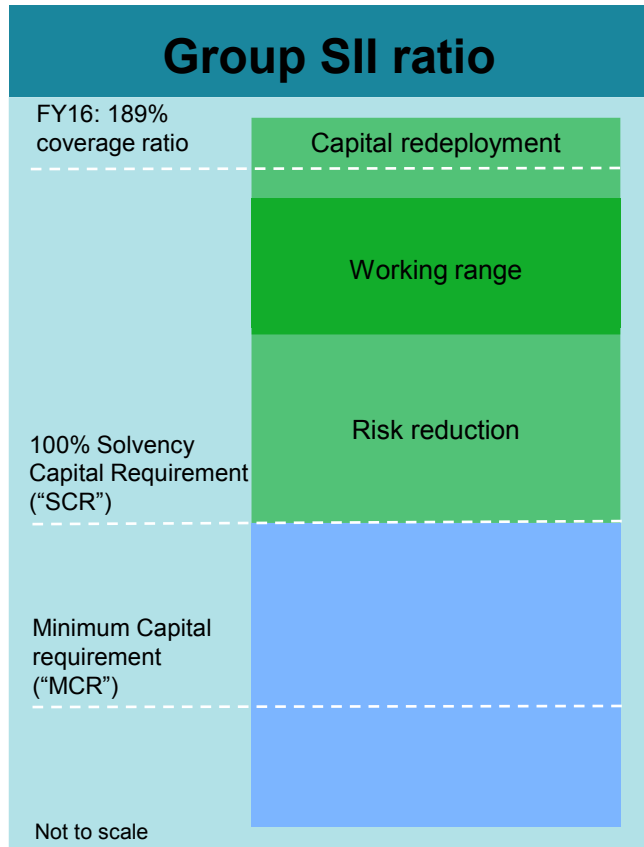 Group SII ratio
FY16: 189%
coverage ratio
Capital redeployment
Working range
Risk reduction
100% Solvency
Capital Requirement
(“SCR”)
Minimum Capital
requirement
(“MCR”)
Not to scale